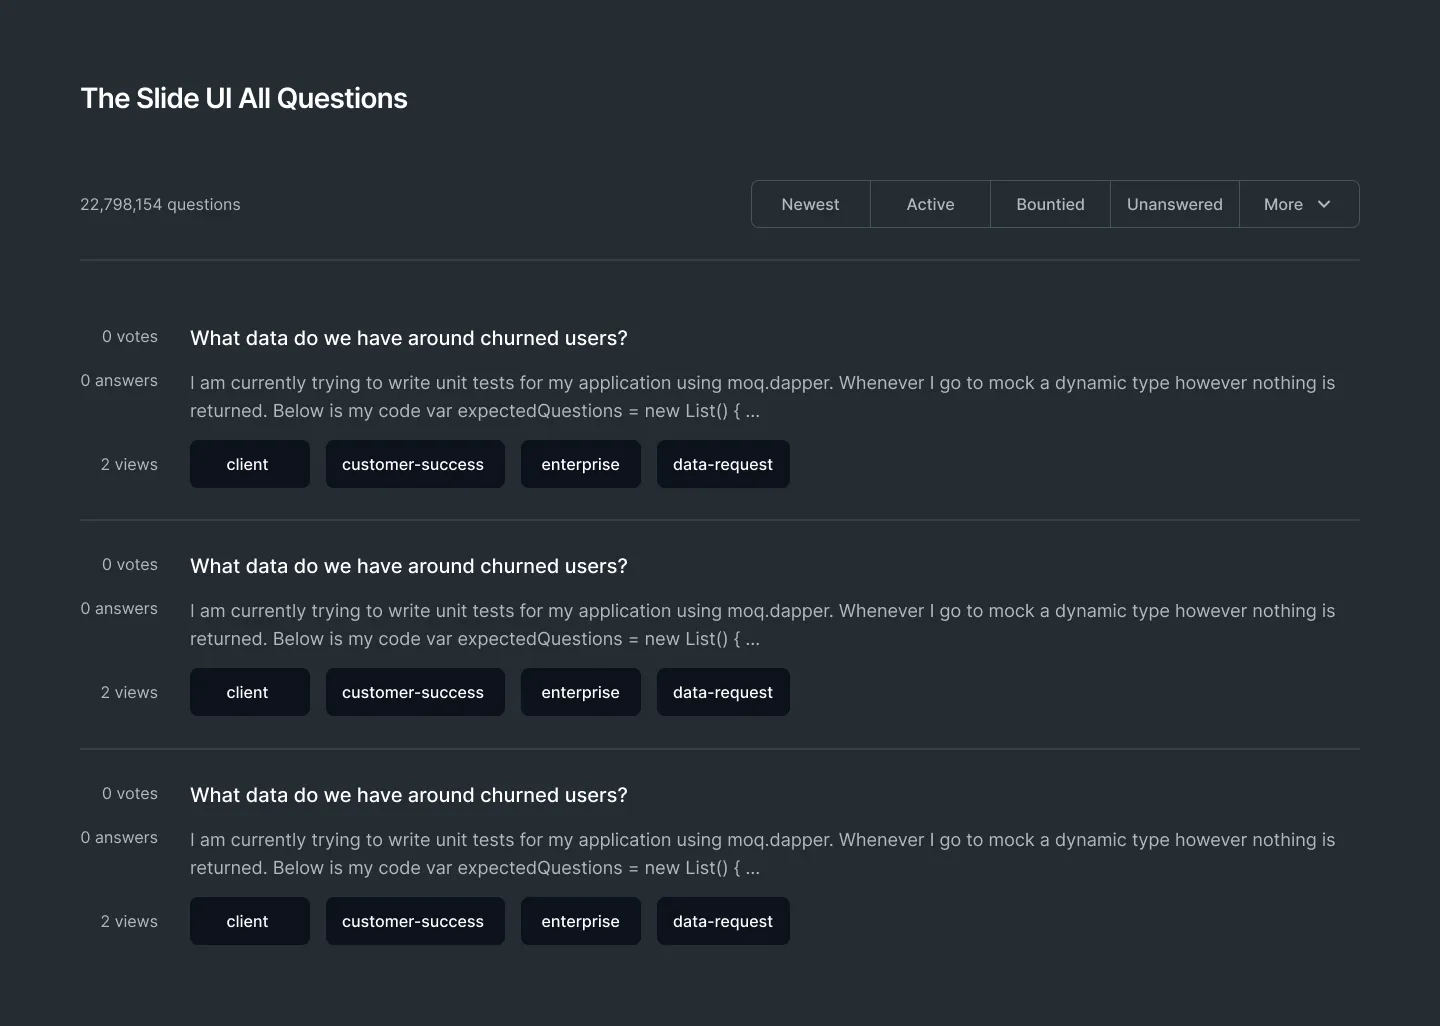 The Slide UI All Questions
22,798,154 questions
Newest
Active
Bountied
Unanswered
More
0 votes
What data do we have around churned users?
0 answers
I am currently trying to write unit tests for my application using moq.dapper. Whenever I go to mock a dynamic type however nothing is
returned. Below is my code var expectedQuestions = new List() { ...
2 views
client
customer-success
enterprise
data-request
0 votes
What data do we have around churned users?
0 answers
I am currently trying to write unit tests for my application using moq.dapper. Whenever I go to mock a dynamic type however nothing is
returned. Below is my code var expectedQuestions = new List() { ...
2 views
client
customer-success
enterprise
data-request
0 votes
What data do we have around churned users?
0 answers
I am currently trying to write unit tests for my application using moq.dapper. Whenever I go to mock a dynamic type however nothing is
returned. Below is my code var expectedQuestions = new List() { ...
2 views
client
customer-success
enterprise
data-request